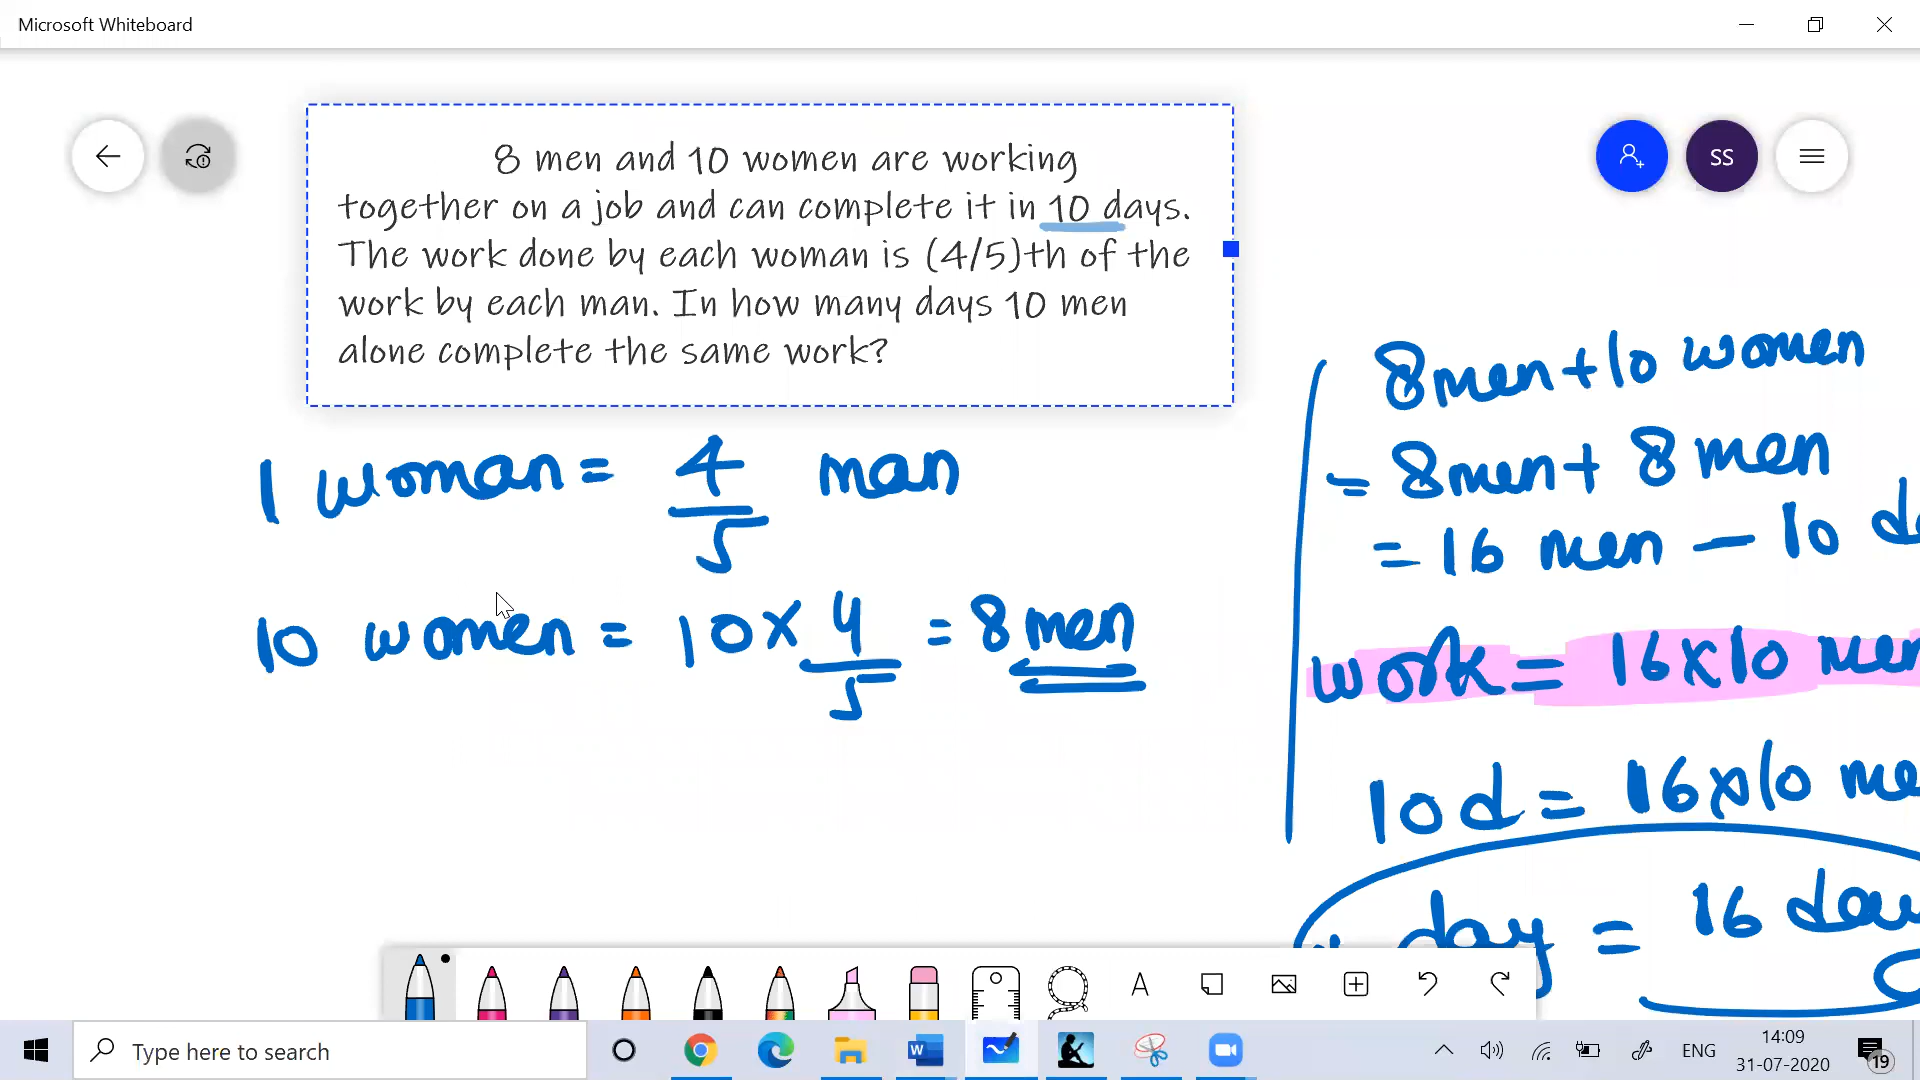 Microsoft Whiteboard
8 men and 10 women are working
together on a job and can complete it in 10 days.
The work done by each woman is (4/5)th of the
work by each man. In how many days 10 men
alone complete the same work?
SS
1 woman = 4/5 man
10 women = 10 × 4/5 = 8 men
8 men + 10 women
= 8 men + 8 men
= 16 men — 10 d
work = 16×10 men
10d = 16×10 me
day = 16 day
A
W
Type here to search
ENG
14:09
31-07-2020
19